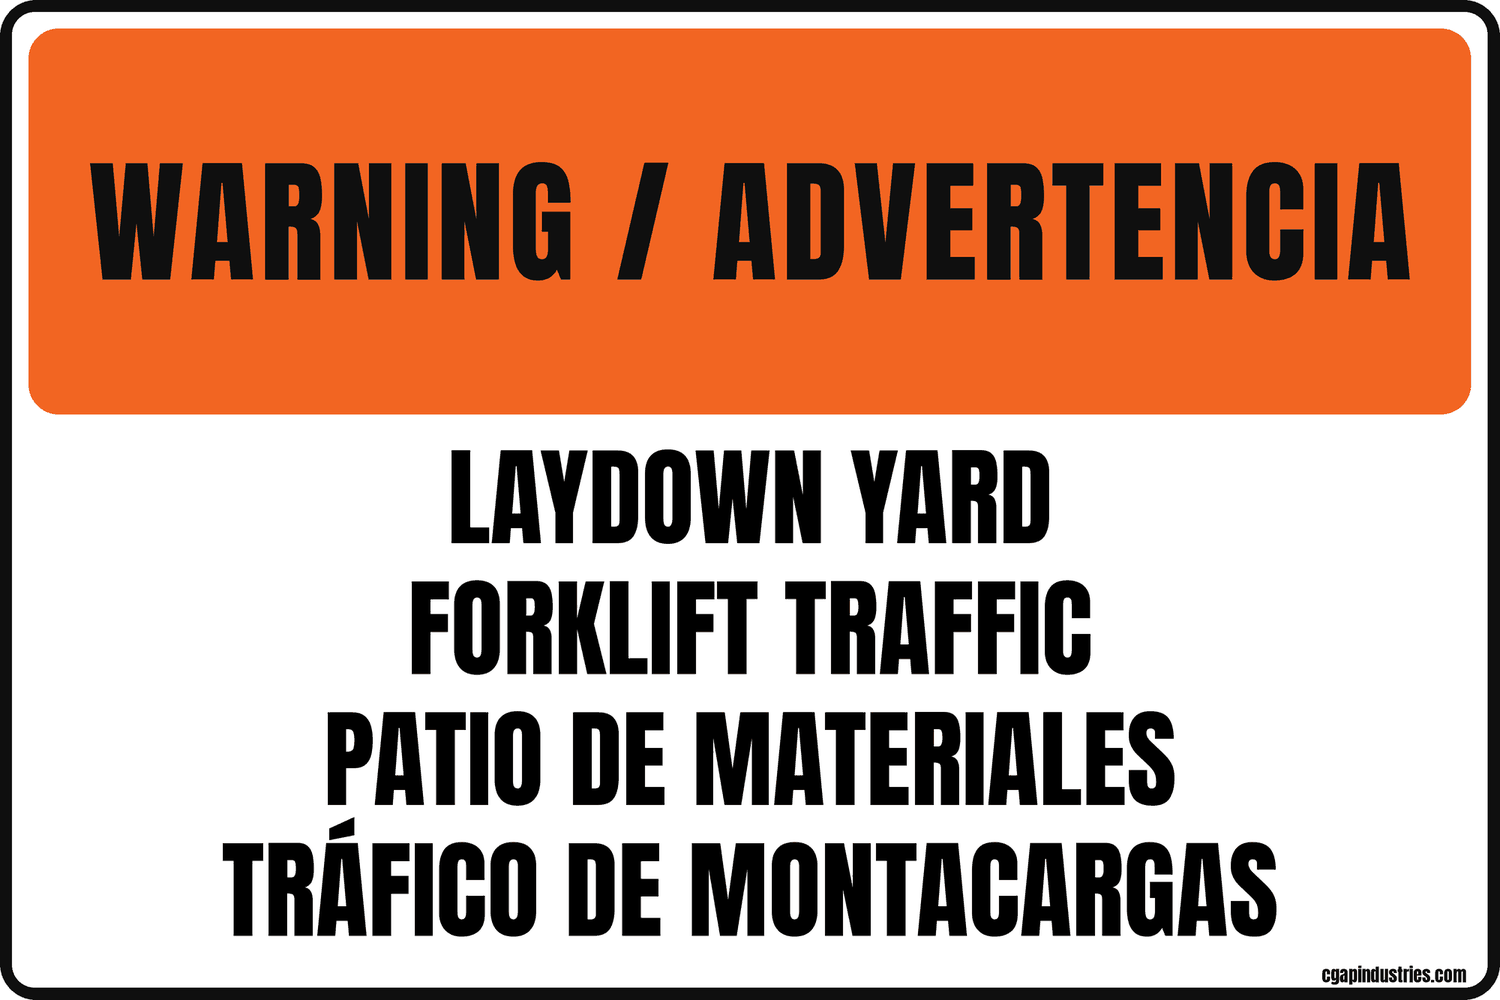 WARNING / ADVERTENCIA
LAYDOWN YARD
FORKLIFT TRAFFIC
PATIO DE MATERIALES
TRÁFICO DE MONTACARGAS
cgapindustries.com